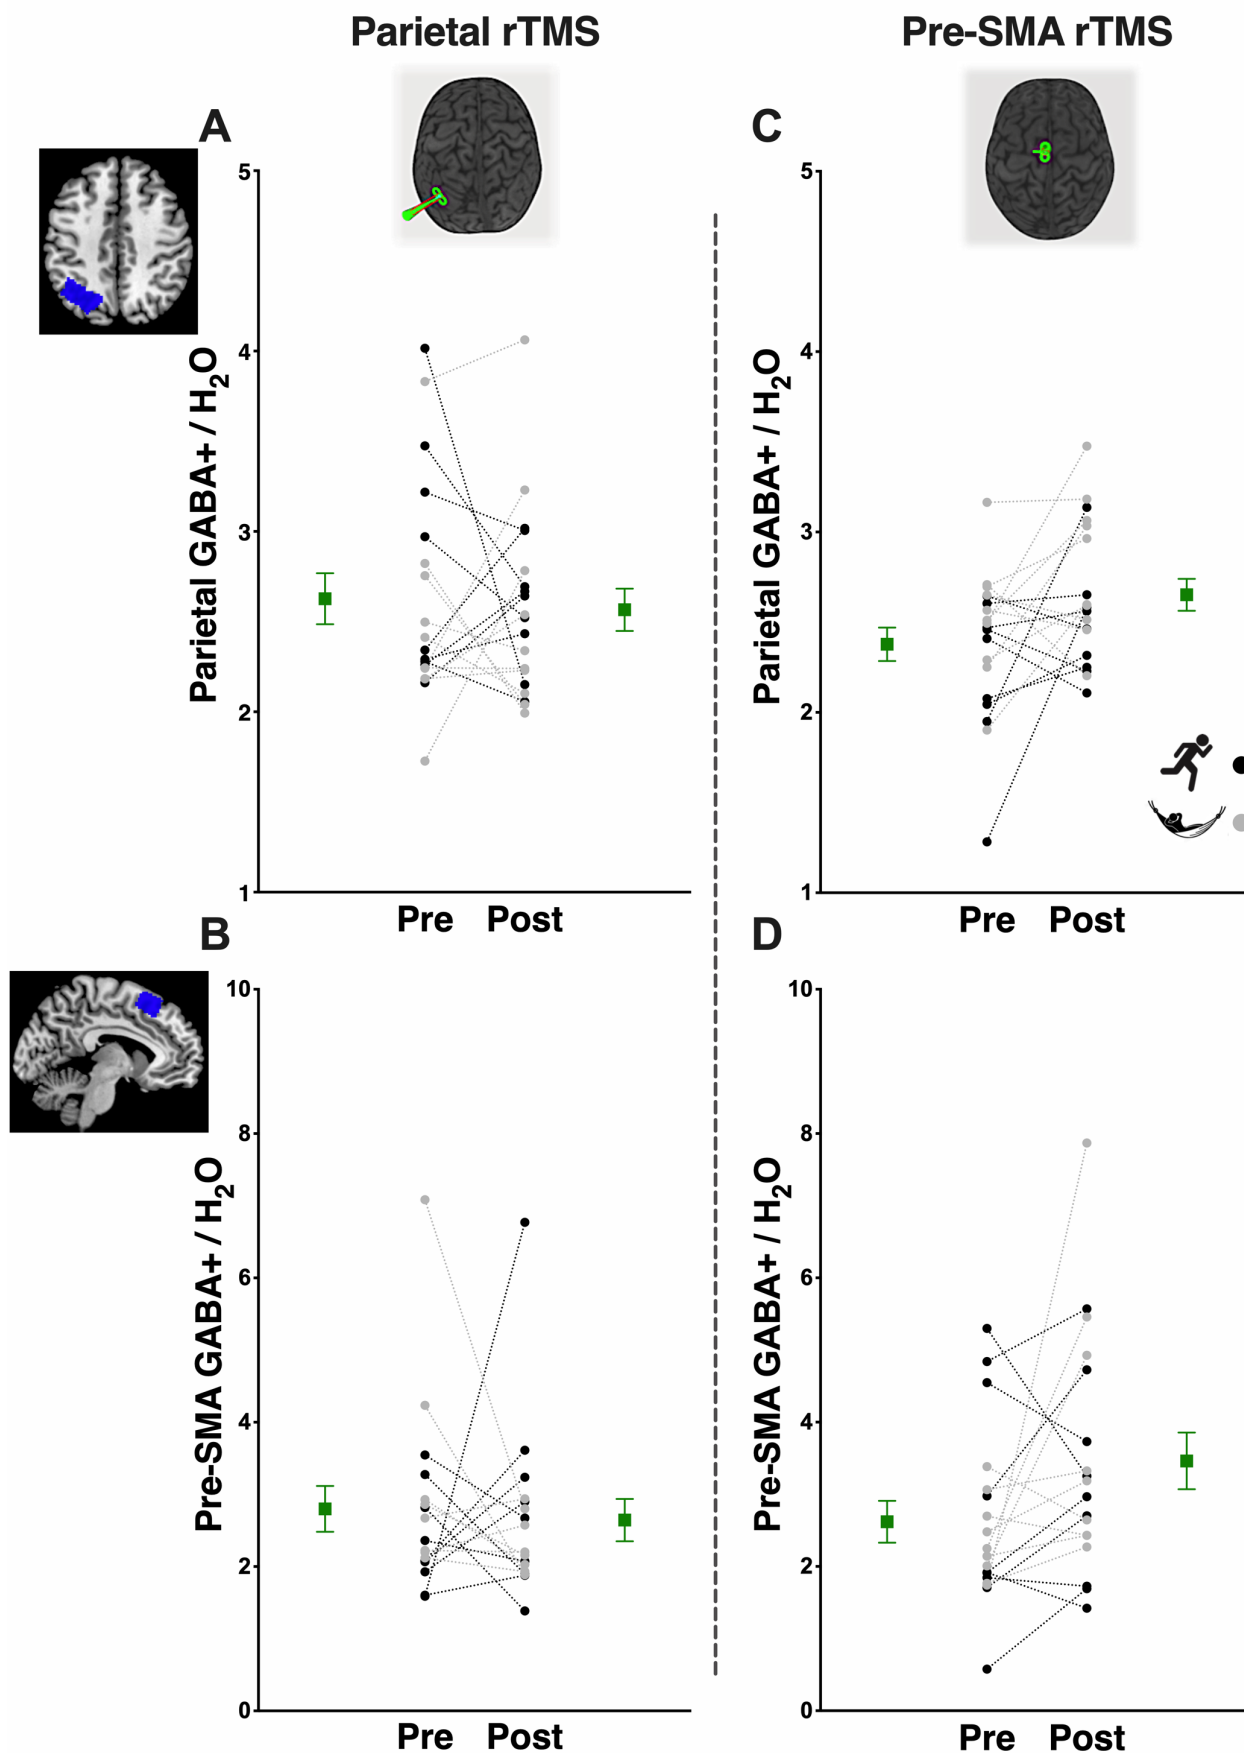 Parietal rTMS
Pre-SMA rTMS
A
C
5
4
3
2
1
Parietal GABA+ / H₂O
Pre Post
5
4
3
2
1
Parietal GABA+ / H₂O
Pre Post
B
D
10
8
6
4
2
0
Pre-SMA GABA+ / H₂O
Pre Post
10
8
6
4
2
0
Pre-SMA GABA+ / H₂O
Pre Post